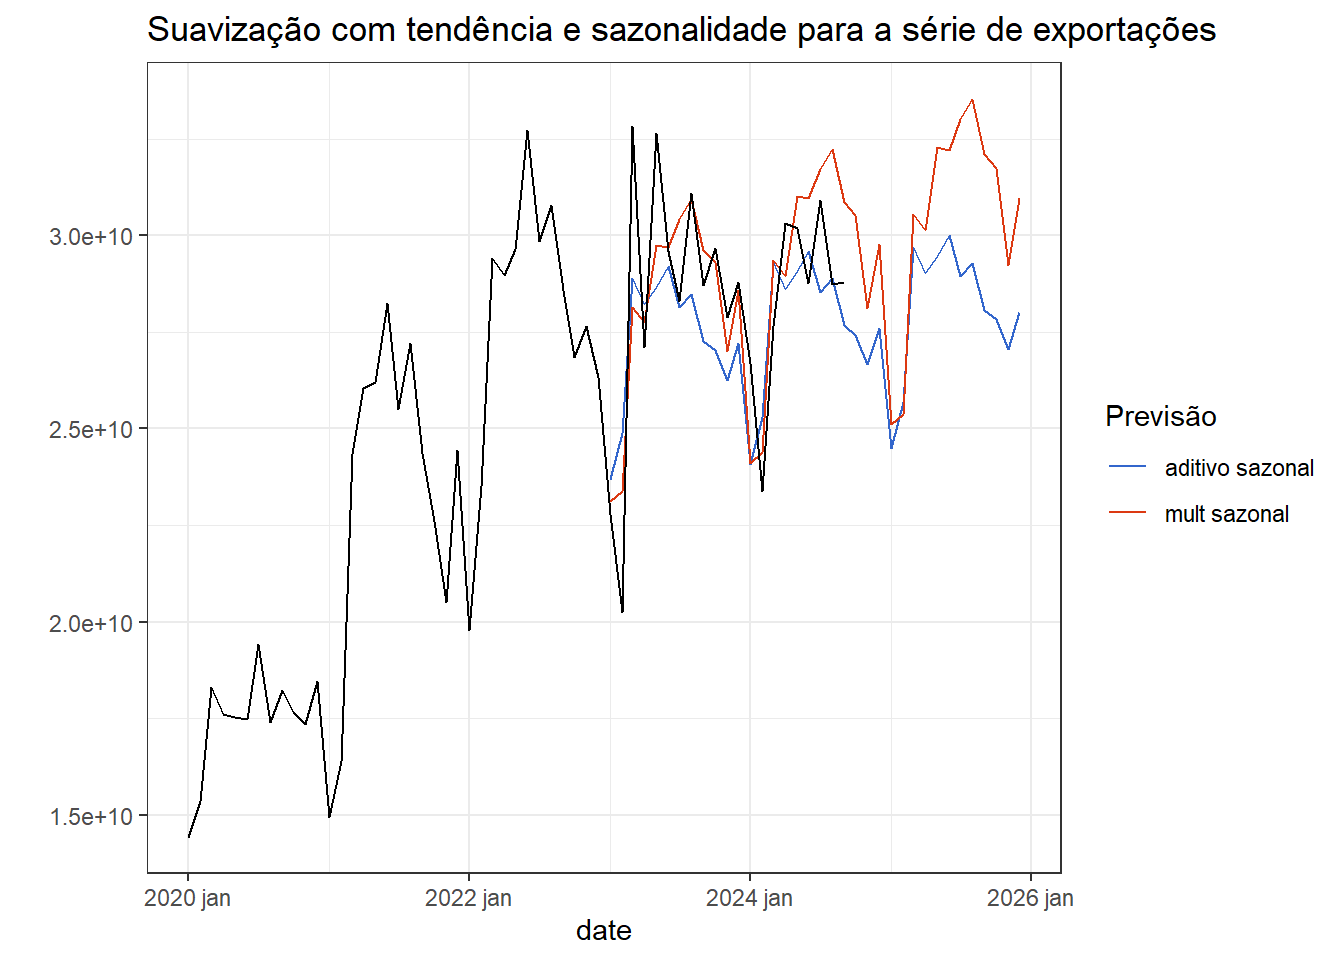 Suavização com tendência e sazonalidade para a série de exportações
3.0e+10
2.5e+10
2.0e+10
1.5e+10
2020 jan
2022 jan
2024 jan
2026 jan
date
Previsão
aditivo sazonal
mult sazonal